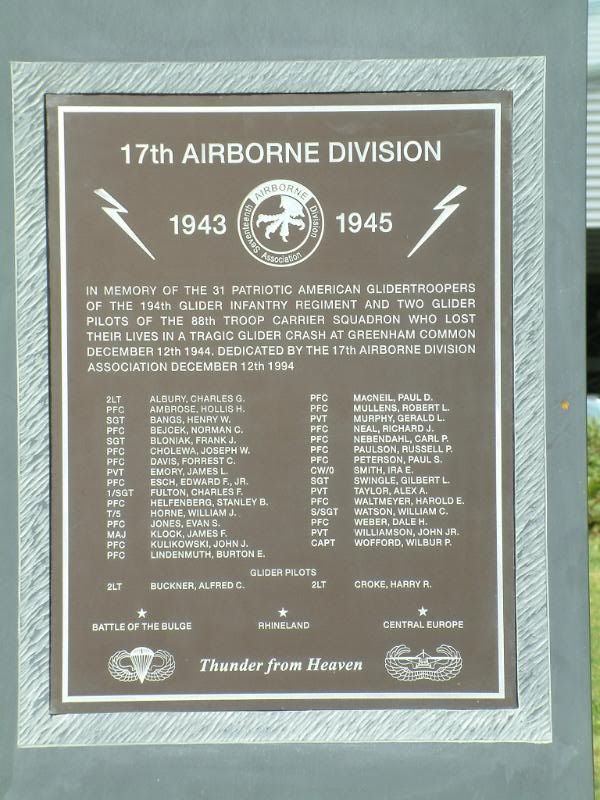 17th AIRBORNE DIVISION
1943 1945
AIRBORNE
Seventeenth Division
Association
IN MEMORY OF THE 31 PATRIOTIC AMERICAN GLIDERTROOPERS
OF THE 194th GLIDER INFANTRY REGIMENT AND TWO GLIDER
PILOTS OF THE 88th TROOP CARRIER SQUADRON WHO LOST
THEIR LIVES IN A TRAGIC GLIDER CRASH AT GREENHAM COMMON
DECEMBER 12th 1944. DEDICATED BY THE 17th AIRBORNE DIVISION
ASSOCIATION DECEMBER 12th 1994
2LT ALBURY, CHARLES G.
PFC AMBROSE, HOLLIS H.
SGT BANGS, HENRY W.
PFC BEJCEK, NORMAN C.
SGT BLONIAK, FRANK J.
PFC CHOLEWA, JOSEPH W.
PFC DAVIS, FORREST C.
PVT EMORY, JAMES L.
PFC ESCH, EDWARD F., JR.
1/SGT FULTON, CHARLES F.
PFC HELFENBERG, STANLEY B.
T/5 HORNE, WILLIAM J.
PFC JONES, EVAN S.
MAJ KLOCK, JAMES F.
PFC KULIKOWSKI, JOHN J.
PFC LINDENMUTH, BURTON E.
PFC MACNEIL, PAUL D.
PFC MULLENS, ROBERT L.
PVT MURPHY, GERALD L.
PFC NEAL, RICHARD J.
PFC NEBENDAHL, CARL P.
PFC PAULSON, RUSSELL P.
PFC PETERSON, PAUL S.
CW/0 SMITH, IRA E.
SGT SWINGLE, GILBERT L.
PVT TAYLOR, ALEX A.
PFC WALTMEYER, HAROLD E.
S/SGT WATSON, WILLIAM C.
PFC WEBER, DALE H.
PVT WILLIAMSON, JOHN JR.
CAPT WOFFORD, WILBUR P.
GLIDER PILOTS
2LT BUCKNER, ALFRED C. 2LT CROKE, HARRY R.
BATTLE OF THE BULGE RHINELAND CENTRAL EUROPE
Thunder from Heaven